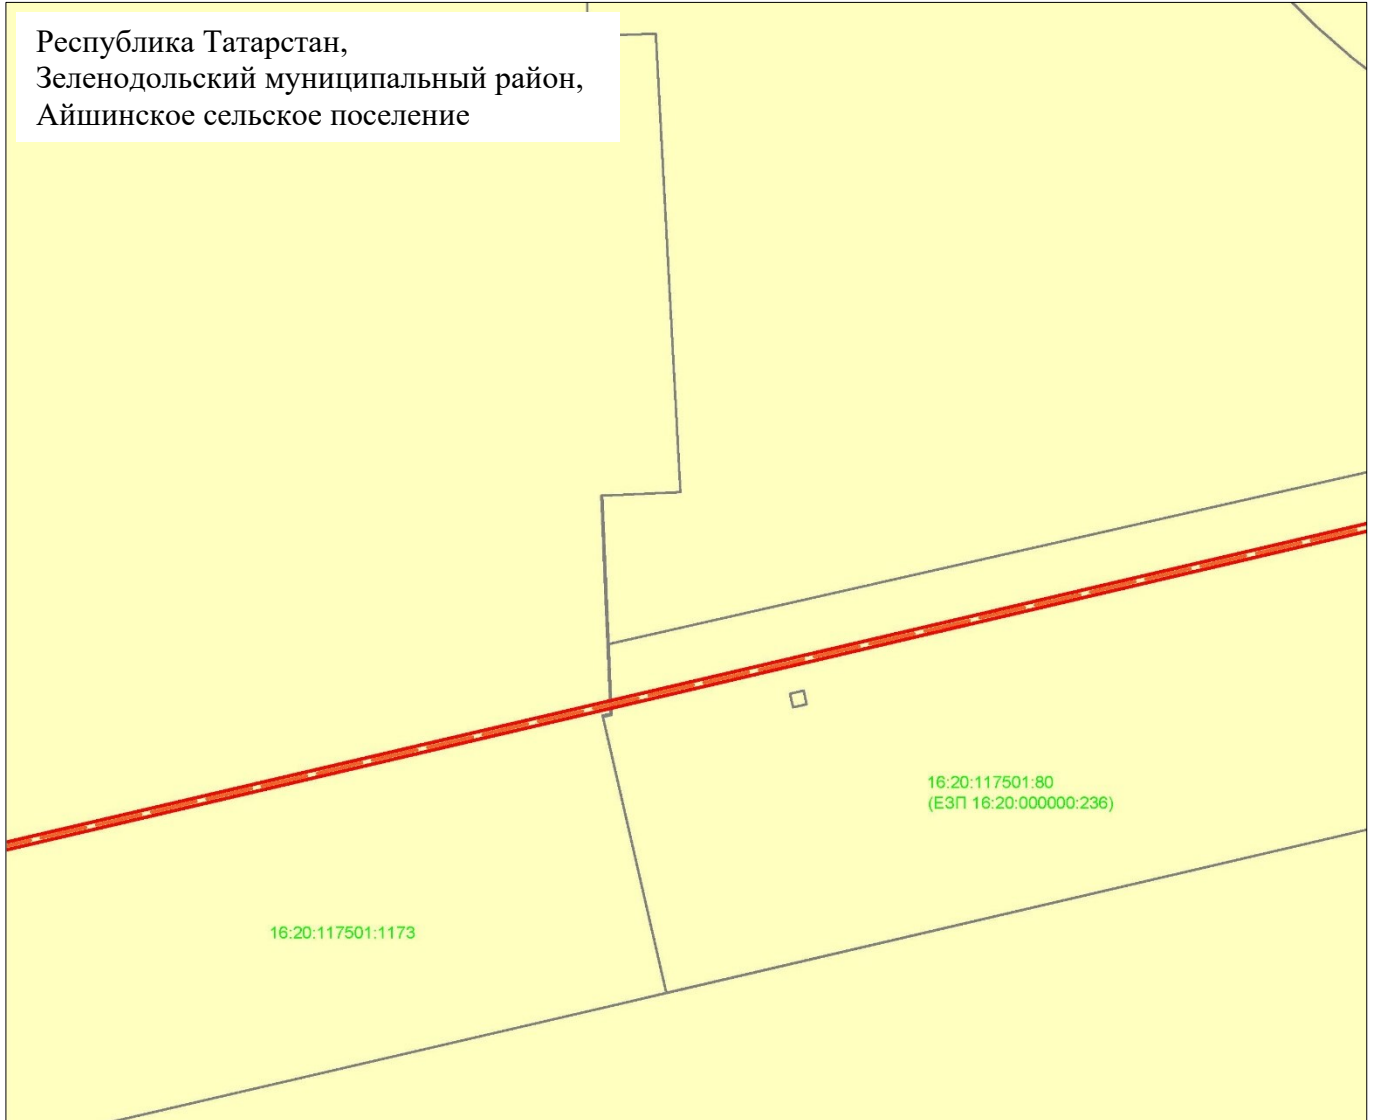 Республика Татарстан,
Зеленодольский муниципальный район,
Айшинское сельское поселение
16:20:117501:80
(ЕЗП 16:20:000000:236)
16:20:117501:1173